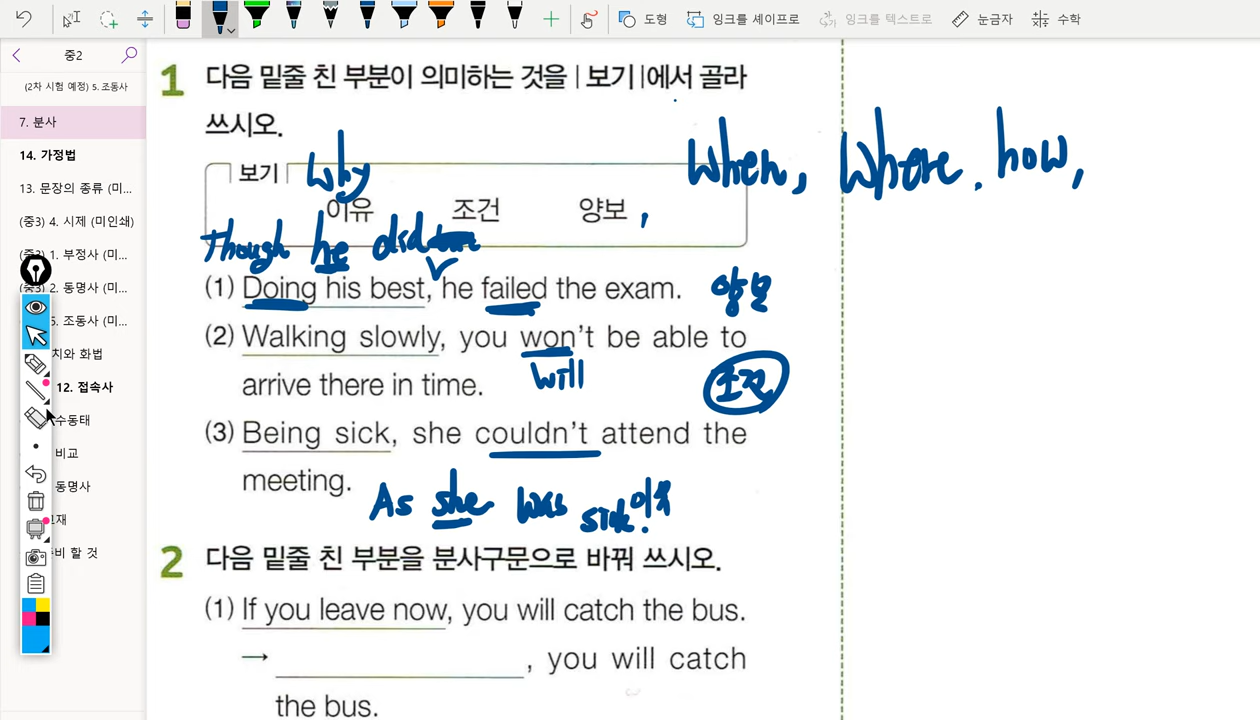 도형
잉크를 셰이프로
잉크를 텍스트로
눈금자
수학
중2
(2차 시험 예정) 5. 조동사
7. 분사
14. 가정법
13. 문장의 종류 (미...
(중3) 4. 시제 (미인쇄)
1. 부정사 (미...
2. 동명사 (미...
5. 조동사 (미...
치와 화법
12. 접속사
수동태
비교
동명사
비 할 것
1 다음 밑줄 친 부분이 의미하는 것을 |보기|에서 골라
쓰시오.
when, where. how,
보기
why
이유 조건 양보,
Though he did
(1) Doing his best, he failed the exam. 양보
(2) Walking slowly, you won't be able to
arrive there in time. will 조건
(3) Being sick, she couldn't attend the
meeting.
As she was sick. 이유
2 다음 밑줄 친 부분을 분사구문으로 바꿔 쓰시오.
(1) If you leave now, you will catch the bus.
→ , you will catch
the bus.